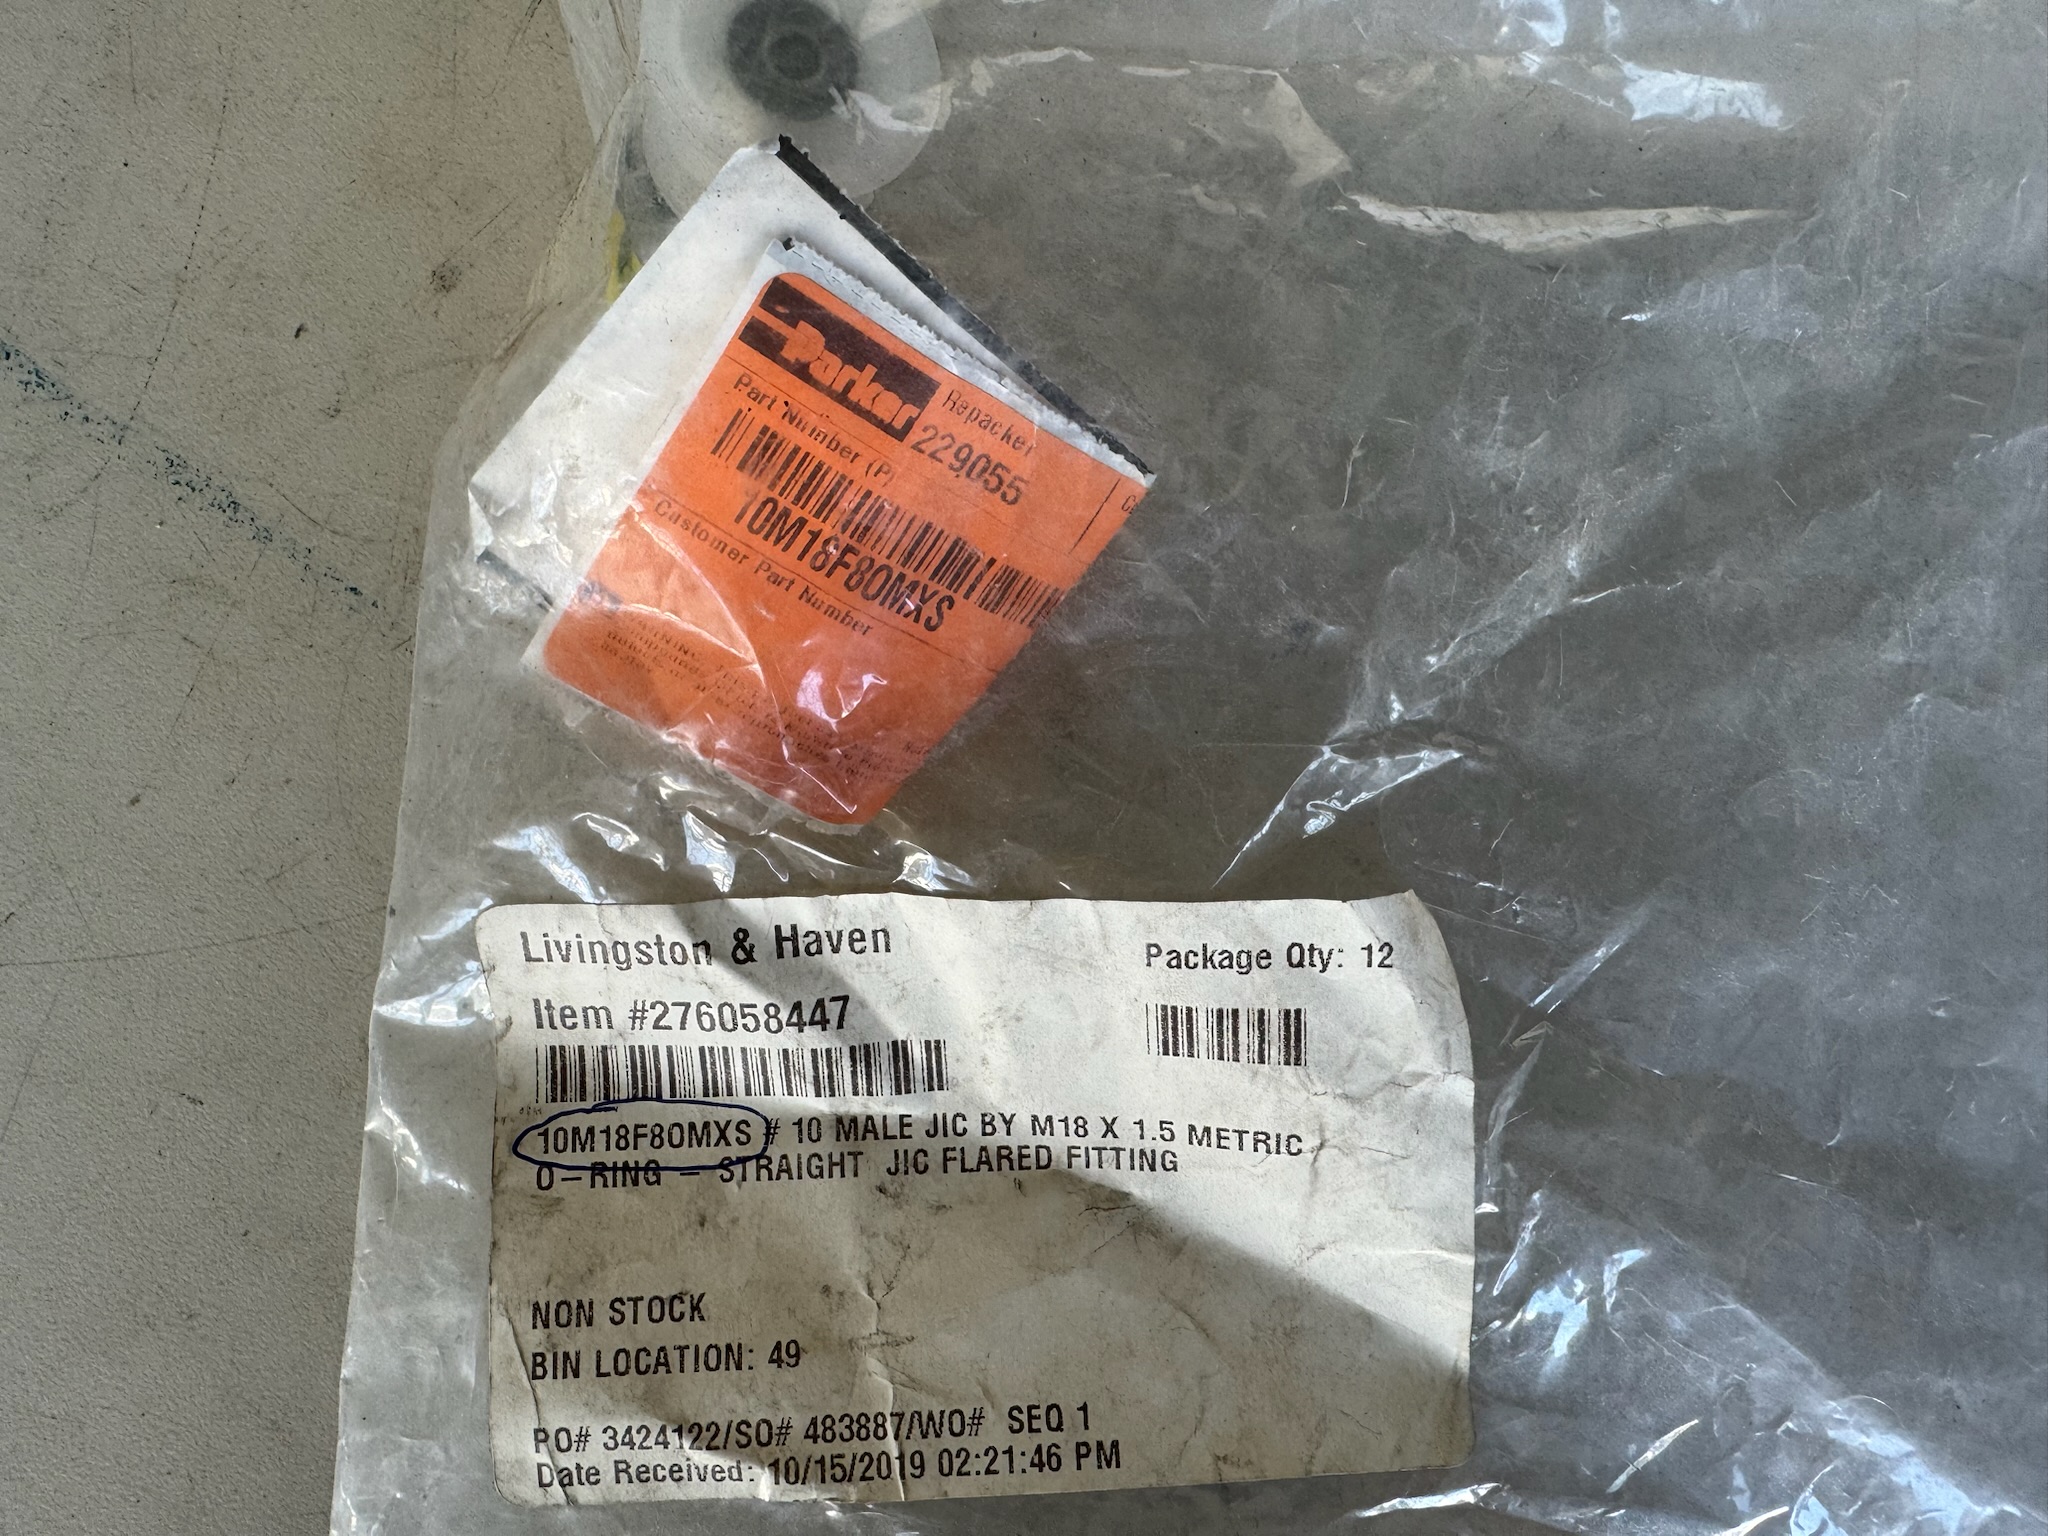 Parker
Repacker
229055
Part Number (P)
10M18F80MXS
Customer Part Number
Livingston & Haven
Package Qty: 12
Item #276058447
10M18F80MXS # 10 MALE JIC BY M18 X 1.5 METRIC
O-RING - STRAIGHT JIC FLARED FITTING
NON STOCK
BIN LOCATION: 49
PO# 3424122/SO# 483887/WO# SEQ 1
Date Received: 10/15/2019 02:21:46 PM